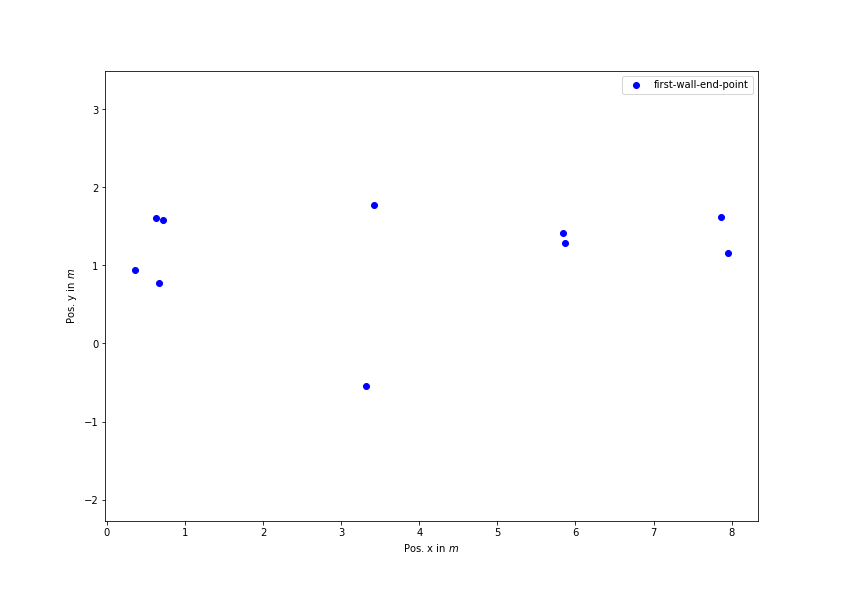 first-wall-end-point
3
2
1
0
−1
−2
Pos. y in m
0 1 2 3 4 5 6 7 8
Pos. x in m